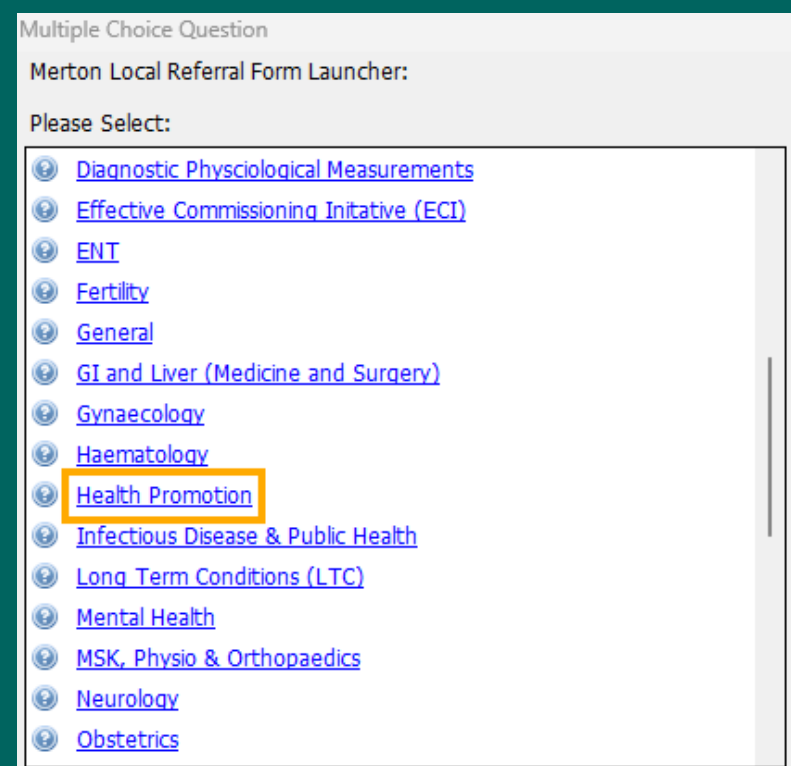 Multiple Choice Question
Merton Local Referral Form Launcher:
Please Select:
Diagnostic Physciological Measurements
Effective Commissioning Initative (ECI)
ENT
Fertility
General
GI and Liver (Medicine and Surgery)
Gynaecology
Haematology
Health Promotion
Infectious Disease & Public Health
Long Term Conditions (LTC)
Mental Health
MSK, Physio & Orthopaedics
Neurology
Obstetrics